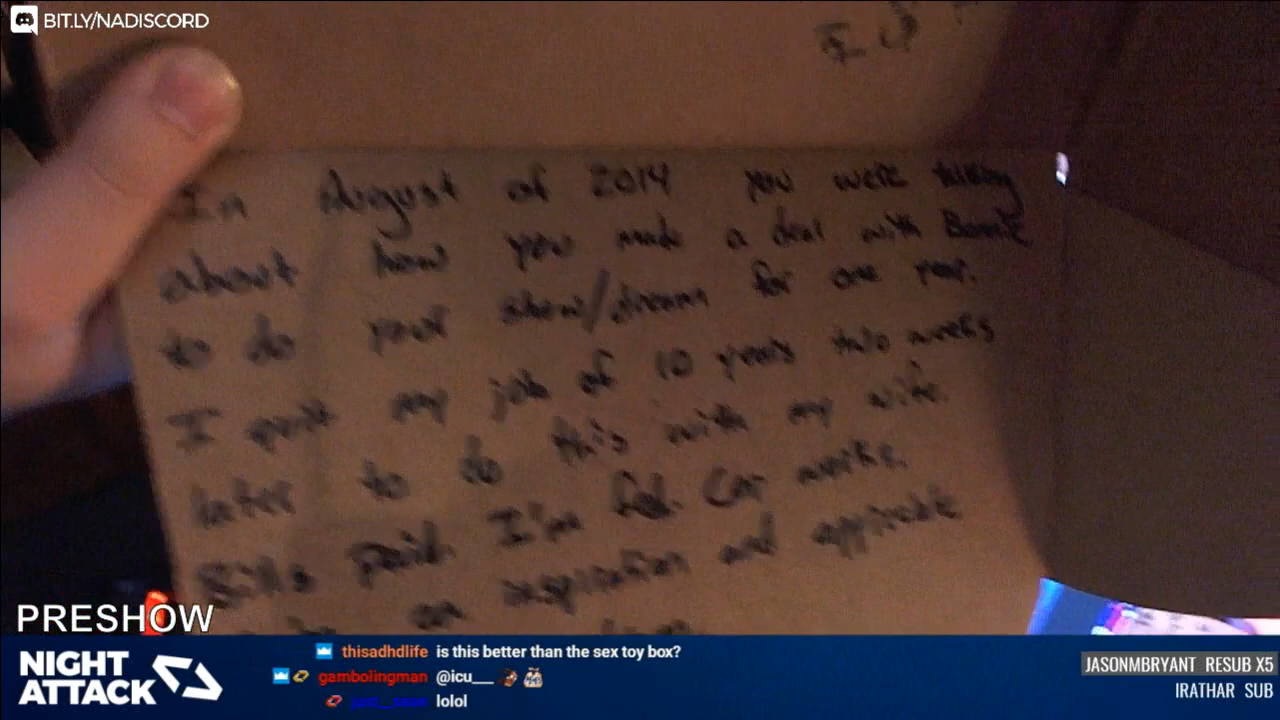 BIT.LY/NADISCORD
In August of 2014 you were talking
about how you made a deal with Bonnie
to do your show/dream for one year.
I quit my job of 10 years two weeks
later to do this with my wife.
Bills paid. I'm fed. Car works.
an inspiration and appriciate
PRESHOW
NIGHT
ATTACK
thisadhdlife is this better than the sex toy box?
gambolingman @icu___
lolol
JASONMBRYANT RESUB X5
IRATHAR SUB